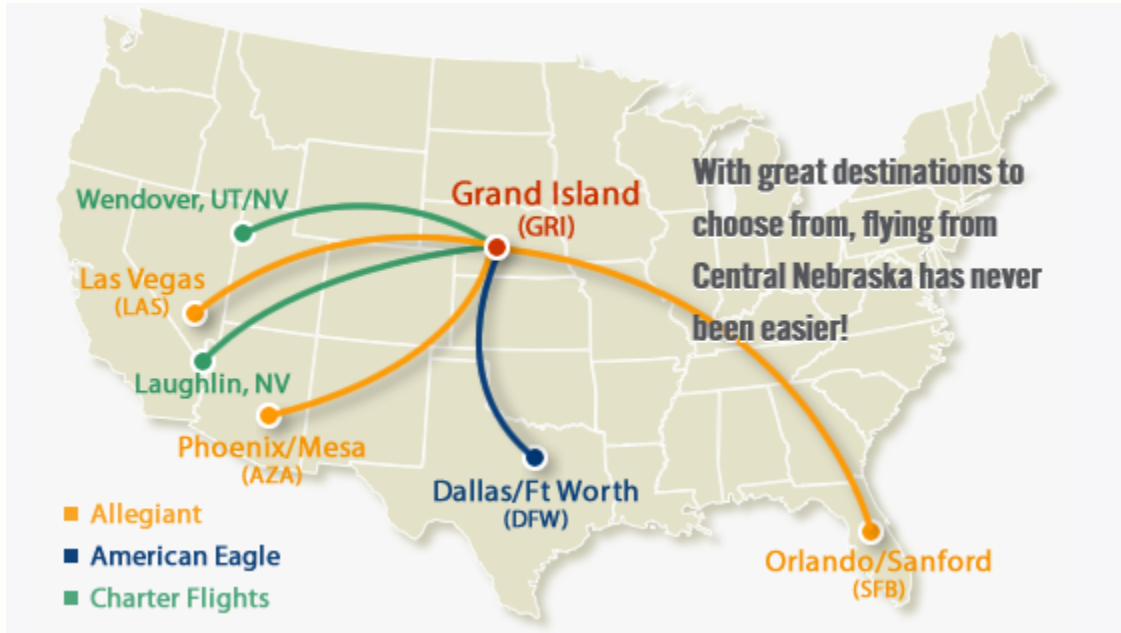 With great destinations to
choose from, flying from
Central Nebraska has never
been easier!
Wendover, UT/NV
Grand Island
(GRI)
Las Vegas
(LAS)
Laughlin, NV
Phoenix/Mesa
(AZA)
Dallas/Ft Worth
(DFW)
Orlando/Sanford
(SFB)
Allegiant
American Eagle
Charter Flights